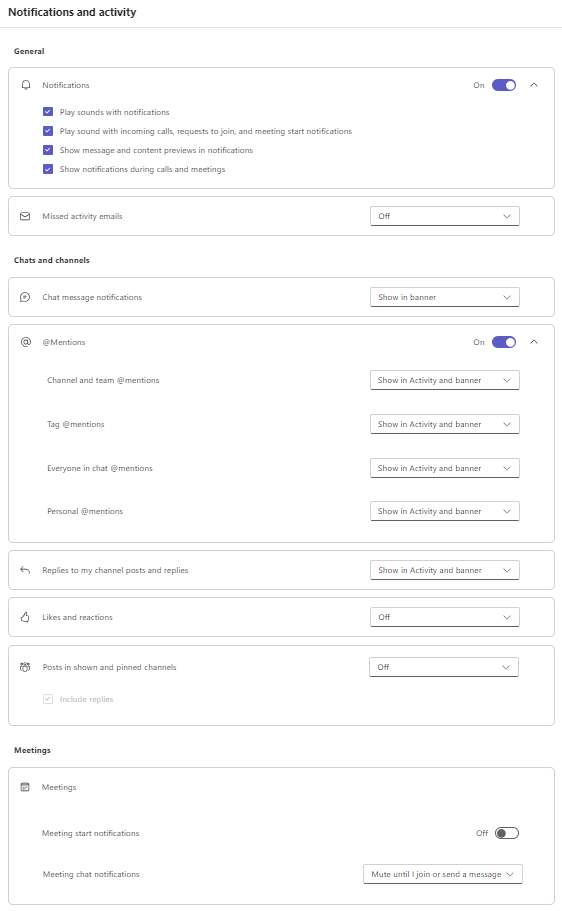 Notifications and activity
General
Notifications On
Play sounds with notifications
Play sound with incoming calls, requests to join, and meeting start notifications
Show message and content previews in notifications
Show notifications during calls and meetings
Missed activity emails Off
Chats and channels
Chat message notifications Show in banner
@Mentions On
Channel and team @mentions Show in Activity and banner
Tag @mentions Show in Activity and banner
Everyone in chat @mentions Show in Activity and banner
Personal @mentions Show in Activity and banner
Replies to my channel posts and replies Show in Activity and banner
Likes and reactions Off
Posts in shown and pinned channels Off
Include replies
Meetings
Meetings
Meeting start notifications Off
Meeting chat notifications Mute until I join or send a message